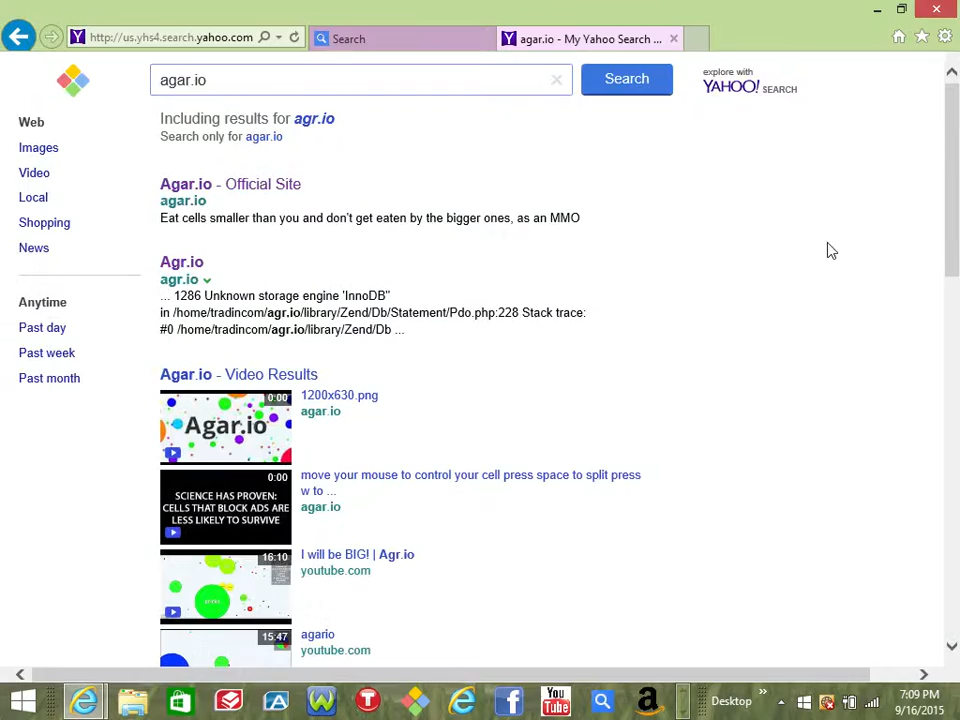 http://us.yhs4.search.yahoo.com
Search
agar.io - My Yahoo Search ...
agar.io
Search
explore with
YAHOO! SEARCH
Web
Images
Video
Local
Shopping
News
Anytime
Past day
Past week
Past month
Including results for agr.io
Search only for agar.io
Agar.io - Official Site
agar.io
Eat cells smaller than you and don't get eaten by the bigger ones, as an MMO
Agr.io
agr.io
... 1286 Unknown storage engine 'InnoDB''
in /home/tradincom/agr.io/library/Zend/Db/Statement/Pdo.php:228 Stack trace:
#0 /home/tradincom/agr.io/library/Zend/Db ...
Agar.io - Video Results
0:00
Agar.io
1200x630.png
agar.io
0:00
SCIENCE HAS PROVEN:
CELLS THAT BLOCK ADS ARE
LESS LIKELY TO SURVIVE
move your mouse to control your cell press space to split press
w to ...
agar.io
16:10
I will be BIG! | Agr.io
youtube.com
15:47
agario
youtube.com
You
Tube
Desktop
7:09 PM
9/16/2015